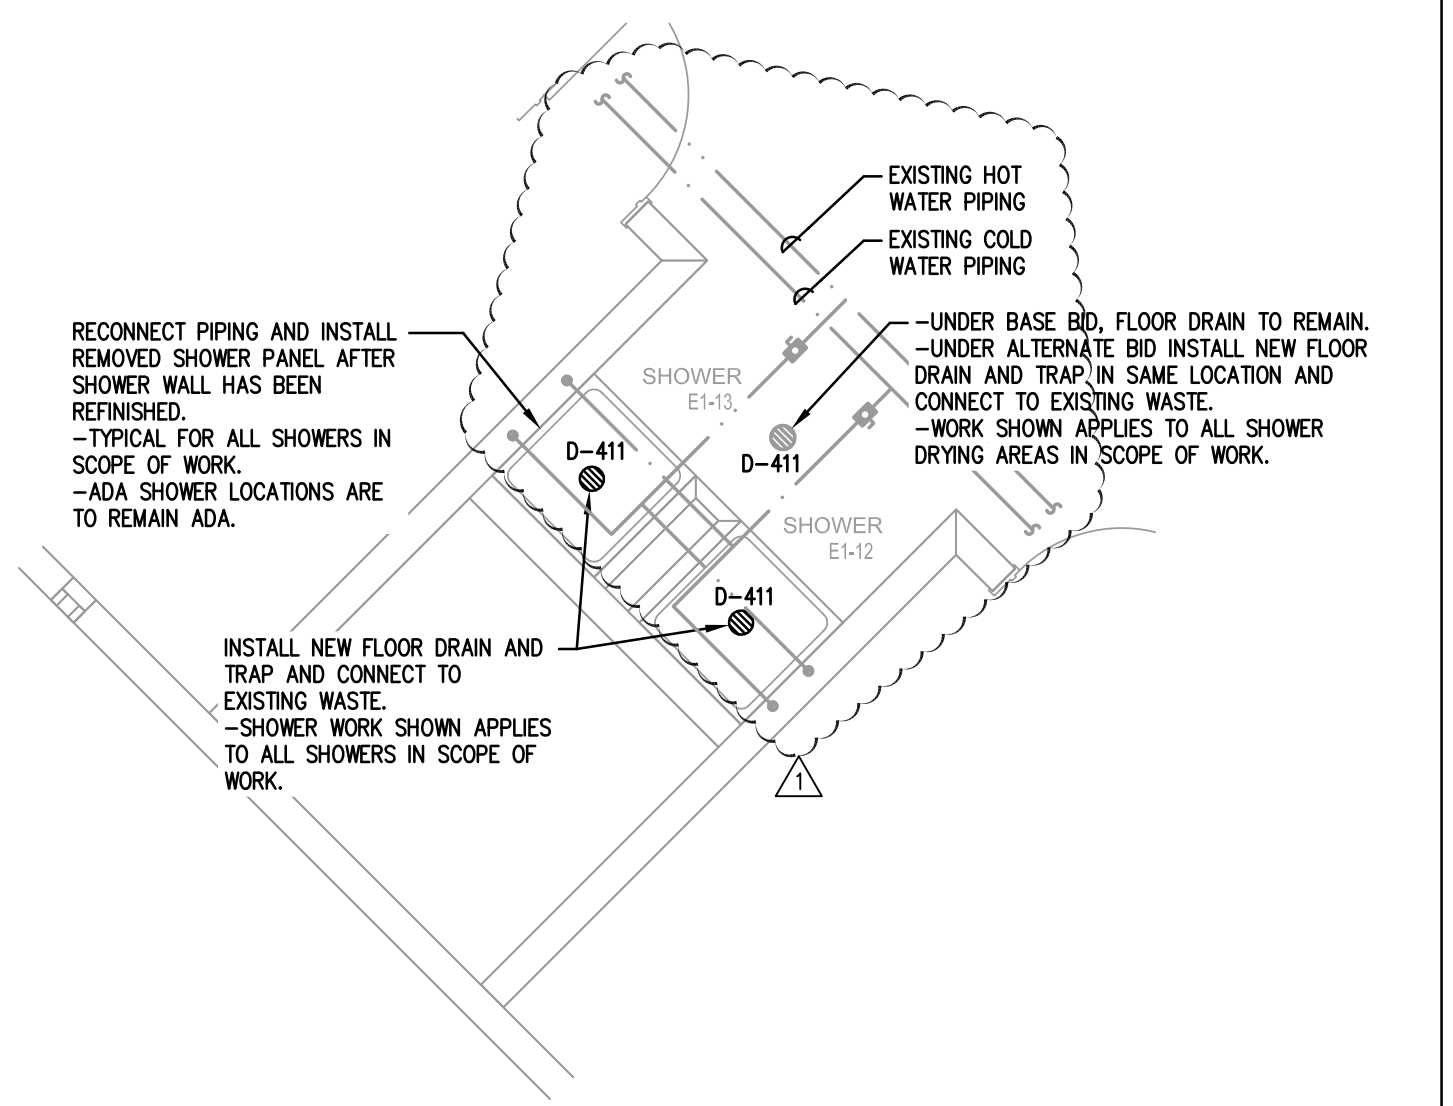 EXISTING HOT
WATER PIPING
EXISTING COLD
WATER PIPING
-UNDER BASE BID, FLOOR DRAIN TO REMAIN.
-UNDER ALTERNATE BID INSTALL NEW FLOOR
DRAIN AND TRAP IN SAME LOCATION AND
CONNECT TO EXISTING WASTE.
-WORK SHOWN APPLIES TO ALL SHOWER
DRYING AREAS IN SCOPE OF WORK.
RECONNECT PIPING AND INSTALL
REMOVED SHOWER PANEL AFTER
SHOWER WALL HAS BEEN
REFINISHED.
-TYPICAL FOR ALL SHOWERS IN
SCOPE OF WORK.
-ADA SHOWER LOCATIONS ARE
TO REMAIN ADA.
SHOWER
E1-13
D-411
D-411
SHOWER
E1-12
D-411
INSTALL NEW FLOOR DRAIN AND
TRAP AND CONNECT TO
EXISTING WASTE.
-SHOWER WORK SHOWN APPLIES
TO ALL SHOWERS IN SCOPE OF
WORK.
1